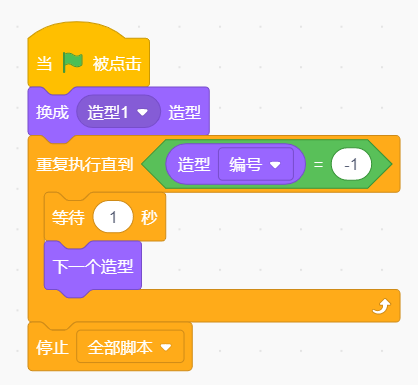 当 被点击
换成 造型1 造型
重复执行直到 造型 编号 = -1
等待 1 秒
下一个造型
停止 全部脚本